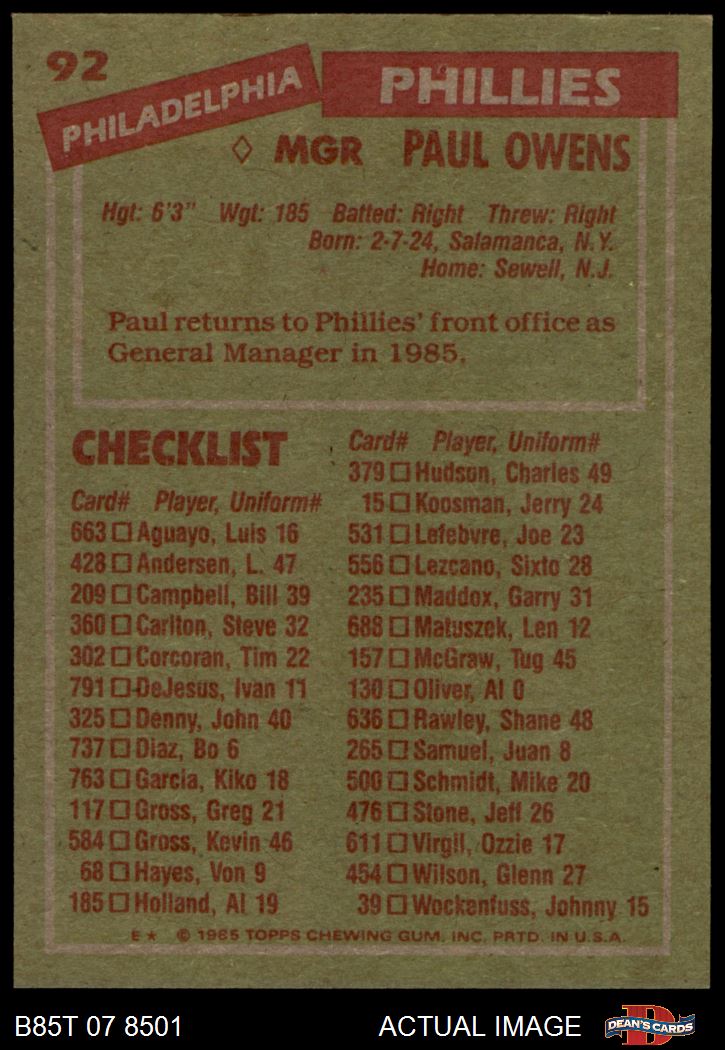 92
PHILADELPHIA
PHILLIES
MGR PAUL OWENS
Hgt: 6'3" Wgt: 185 Batted: Right Threw: Right
Born: 2-7-24, Salamanca, N.Y.
Home: Sewell, N.J.
Paul returns to Phillies' front office as
General Manager in 1985.
CHECKLIST
Card# Player, Uniform#
663 □ Aguayo, Luis 16
428 □ Andersen, L. 47
209 □ Campbell, Bill 39
360 □ Carlton, Steve 32
302 □ Corcoran, Tim 22
791 □ DeJesus, Ivan 11
325 □ Denny, John 40
737 □ Diaz, Bo 6
763 □ Garcia, Kiko 18
117 □ Gross, Greg 21
584 □ Gross, Kevin 46
68 □ Hayes, Von 9
185 □ Holland, Al 19
Card# Player, Uniform#
379 □ Hudson, Charles 49
15 □ Koosman, Jerry 24
531 □ Lefebvre, Joe 23
556 □ Lezcano, Sixto 28
235 □ Maddox, Garry 31
688 □ Matuszek, Len 12
157 □ McGraw, Tug 45
130 □ Oliver, Al 0
636 □ Rawley, Shane 48
265 □ Samuel, Juan 8
500 □ Schmidt, Mike 20
476 □ Stone, Jeff 26
611 □ Virgil, Ozzie 17
454 □ Wilson, Glenn 27
39 □ Wockenfuss, Johnny 15
E★ © 1985 TOPPS CHEWING GUM, INC. PRTD. IN U.S.A.
B85T 07 8501
ACTUAL IMAGE
D
DEAN'S CARDS